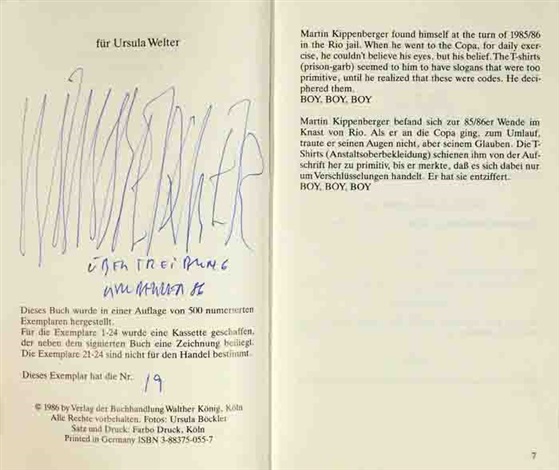 für Ursula Welter
ÜBERTREIBUNG
Dieses Buch wurde in einer Auflage von 500 numerierten
Exemplaren hergestellt.
Für die Exemplare 1-24 wurde eine Kassette geschaffen,
der neben dem signierten Buch eine Zeichnung beiliegt.
Die Exemplare 21-24 sind nicht für den Handel bestimmt.
Dieses Exemplar hat die Nr. 19
© 1986 by Verlag der Buchhandlung Walther König, Köln
Alle Rechte vorbehalten. Fotos: Ursula Böckler
Satz und Druck: Farbo Druck, Köln
Printed in Germany ISBN 3-88375-055-7
Martin Kippenberger found himself at the turn of 1985/86
in the Rio jail. When he went to the Copa, for daily exer-
cise, he couldn't believe his eyes, but his belief. The T-shirts
(prison-garb) seemed to him to have slogans that were too
primitive, until he realized that these were codes. He deci-
phered them.
BOY, BOY, BOY
Martin Kippenberger befand sich zur 85/86er Wende im
Knast von Rio. Als er an die Copa ging, zum Umlauf,
traute er seinen Augen nicht, aber seinem Glauben. Die T-
Shirts (Anstaltsoberbekleidung) schienen ihm von der Auf-
schrift her zu primitiv, bis er merkte, daß es sich dabei nur
um Verschlüsselungen handelt. Er hat sie entziffert.
BOY, BOY, BOY
7